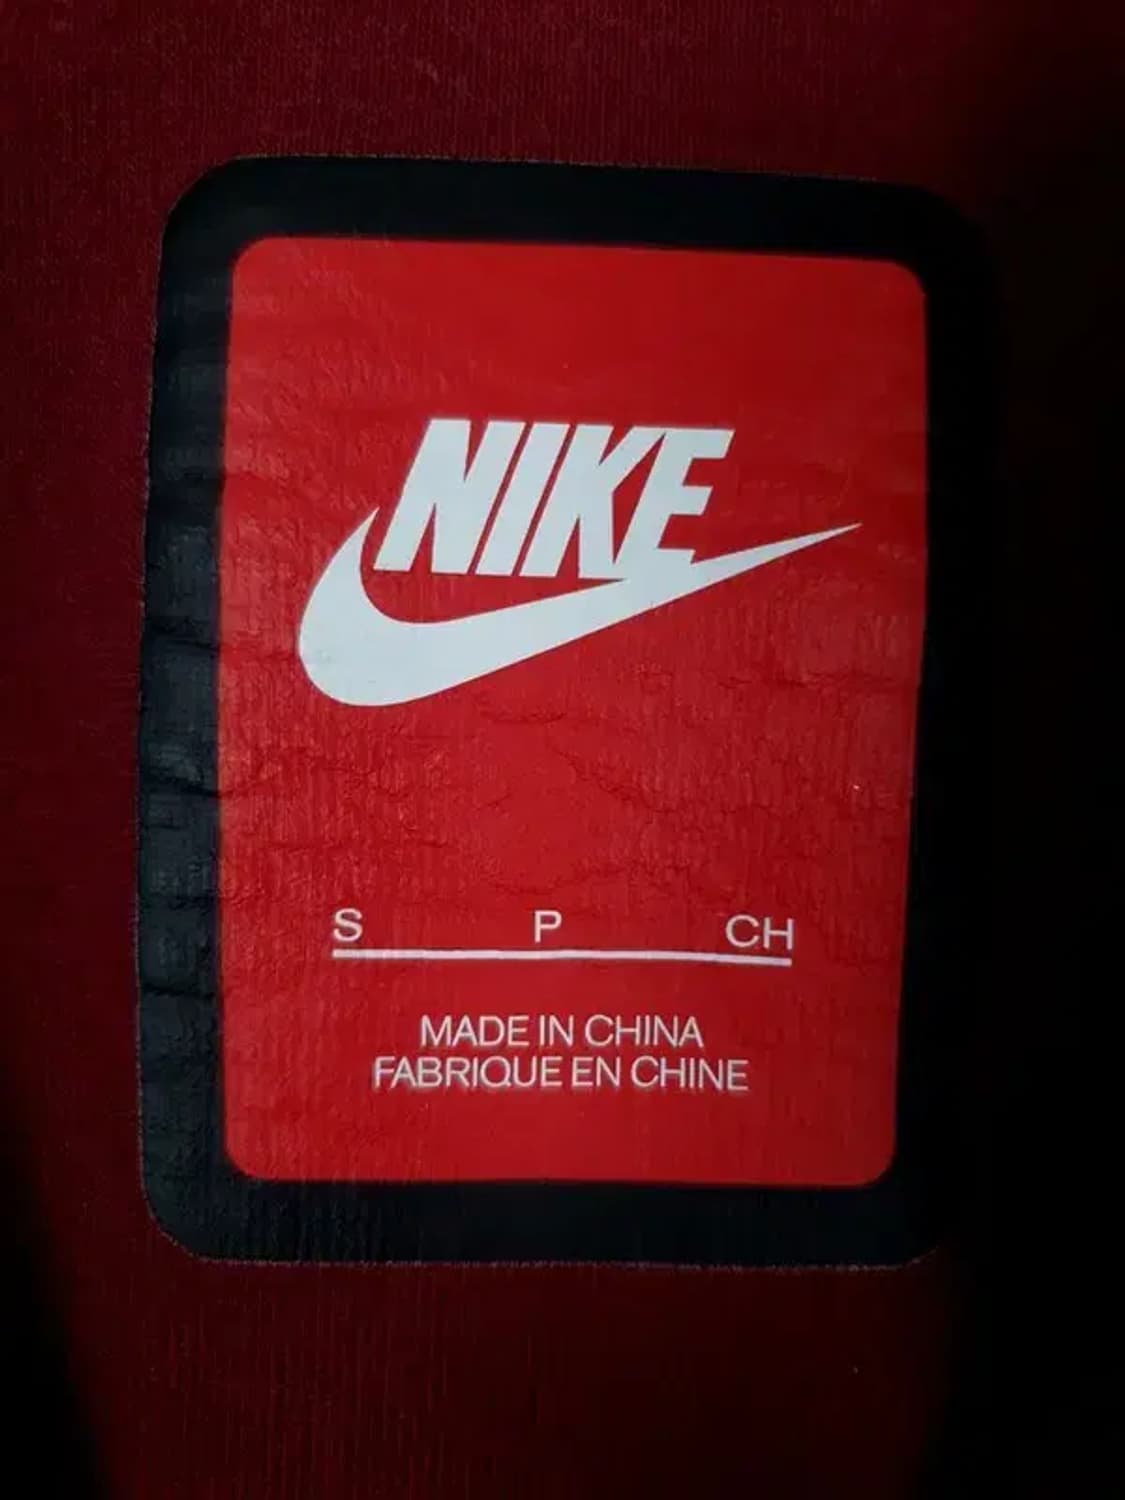 NIKE
S P CH
MADE IN CHINA
FABRIQUE EN CHINE